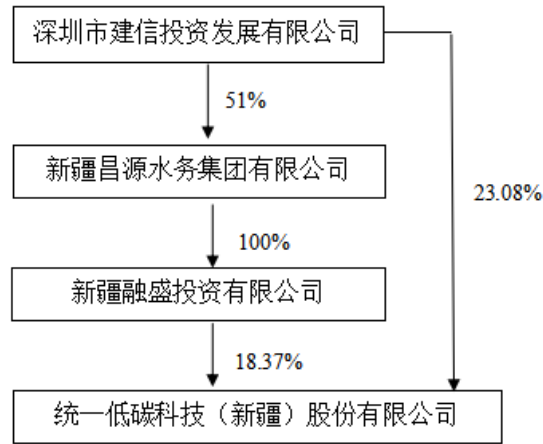 深圳市建信投资发展有限公司
51%
新疆昌源水务集团有限公司
23.08%
100%
新疆融盛投资有限公司
18.37%
统一低碳科技（新疆）股份有限公司